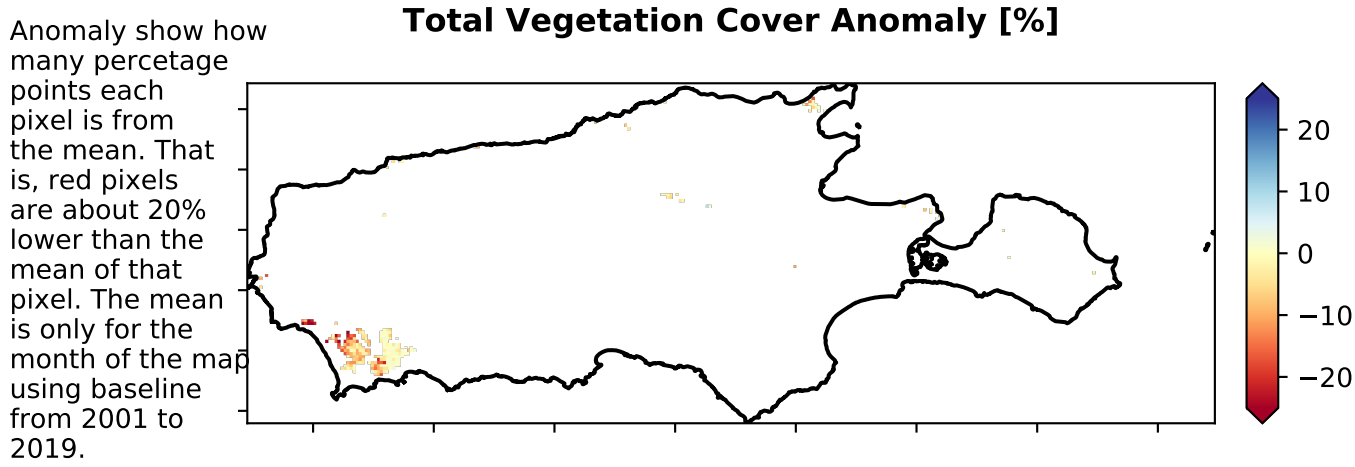 Total Vegetation Cover Anomaly [%]
Anomaly show how
many percetage
points each
pixel is from
the mean. That
is, red pixels
are about 20%
lower than the
mean of that
pixel. The mean
is only for the
month of the map
using baseline
from 2001 to
2019.
20
10
0
−10
−20